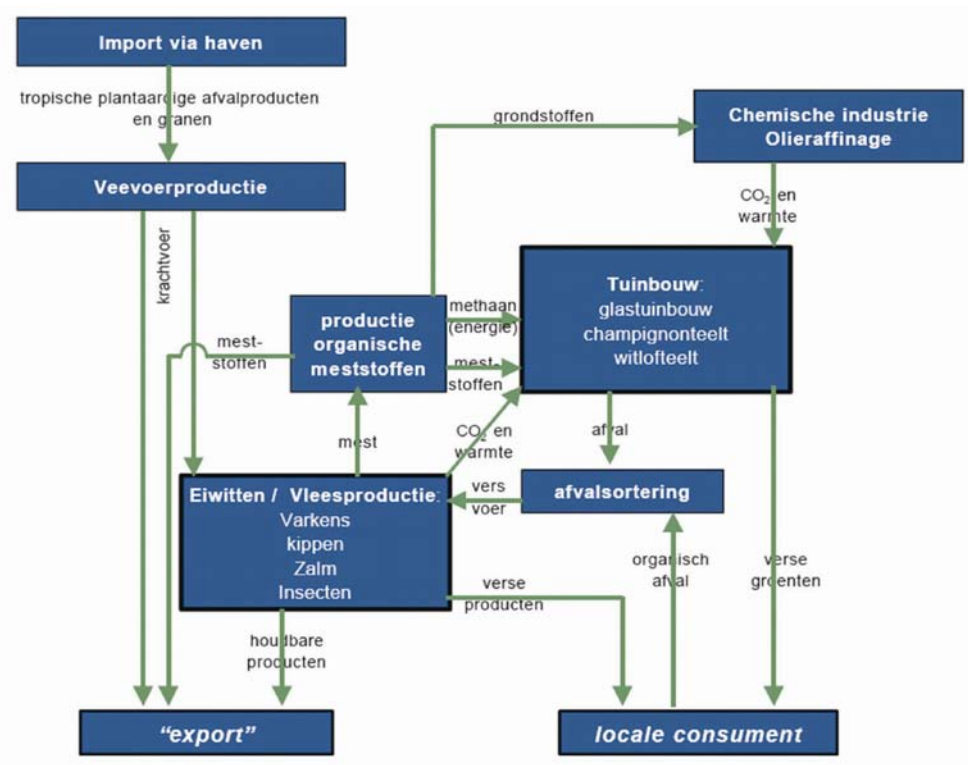 Import via haven
tropische plantaardige afvalproducten
en granen
grondstoffen
Chemische industrie
Olieraffinage
Veevoerproductie
CO₂ en
warmte
krachtvoer
Tuinbouw:
glastuinbouw
champignonteelt
witlofteelt
productie
organische
meststoffen
methaan
(energie)
mest-
stoffen
mest-
stoffen
mest
CO₂ en
warmte
afval
Eiwitten / Vleesproductie:
Varkens
kippen
Zalm
Insecten
vers
voer
afvalsortering
verse
producten
organisch
afval
verse
groenten
houdbare
producten
“export”
locale consument